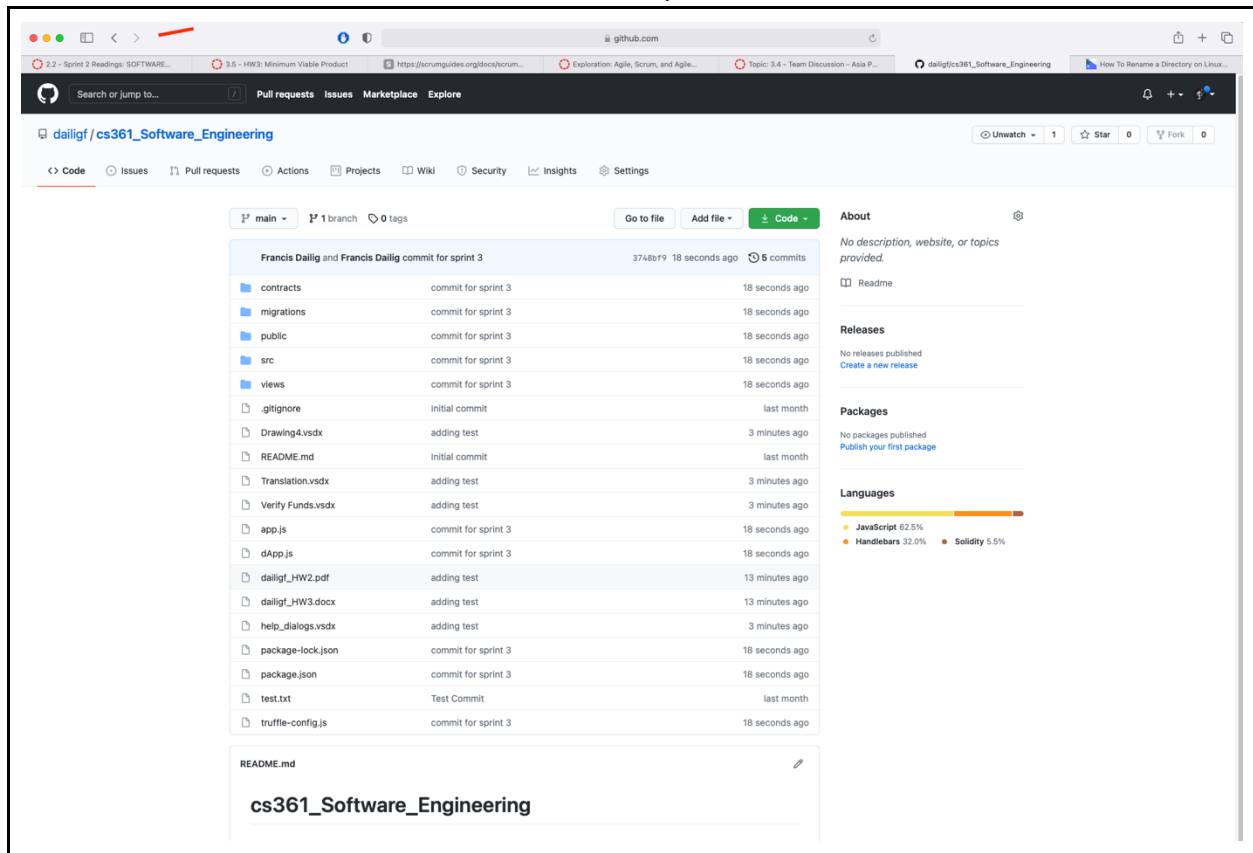 github.com
2.2 - Sprint 2 Readings: SOFTWARE... 3.5 - HW3: Minimum Viable Product S https://scrumguides.org/docs/scrum... Exploration: Agile, Scrum, and Agile... Topic: 3.4 - Team Discussion - Asia P... dailigf/cs361_Software_Engineering How To Rename a Directory on Linux...
Search or jump to... / Pull requests Issues Marketplace Explore
dailigf / cs361_Software_Engineering Unwatch 1 Star 0 Fork 0
<> Code Issues Pull requests Actions Projects Wiki Security Insights Settings
main 1 branch 0 tags Go to file Add file Code
Francis Dailig and Francis Dailig commit for sprint 3 3748bf9 18 seconds ago 5 commits
contracts commit for sprint 3 18 seconds ago
migrations commit for sprint 3 18 seconds ago
public commit for sprint 3 18 seconds ago
src commit for sprint 3 18 seconds ago
views commit for sprint 3 18 seconds ago
.gitignore Initial commit last month
Drawing4.vsdx adding test 3 minutes ago
README.md Initial commit last month
Translation.vsdx adding test 3 minutes ago
Verify Funds.vsdx adding test 3 minutes ago
app.js commit for sprint 3 18 seconds ago
dApp.js commit for sprint 3 18 seconds ago
dailigf_HW2.pdf adding test 13 minutes ago
dailigf_HW3.docx adding test 13 minutes ago
help_dialogs.vsdx adding test 3 minutes ago
package-lock.json commit for sprint 3 18 seconds ago
package.json commit for sprint 3 18 seconds ago
test.txt Test Commit last month
truffle-config.js commit for sprint 3 18 seconds ago
README.md
cs361_Software_Engineering
About
No description, website, or topics
provided.
Readme
Releases
No releases published
Create a new release
Packages
No packages published
Publish your first package
Languages
JavaScript 62.5%
Handlebars 32.0% Solidity 5.5%